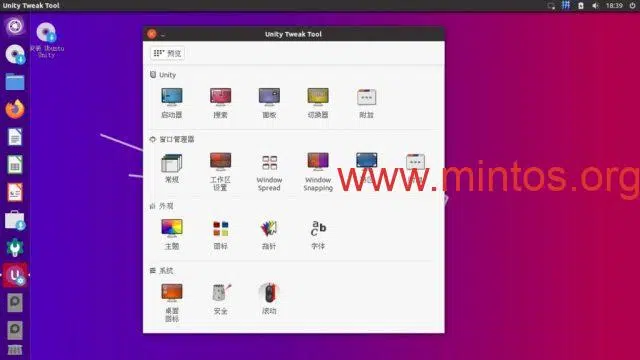 Unity Tweak Tool
18:39
安装 Ubuntu
Unity
Unity Tweak Tool
预览
Unity
启动器
搜索
面板
切换器
附加
窗口管理器
常规
工作区
设置
Window
Spread
Window
Snapping
www.mintos.org
外观
主题
图标
指针
字体
系统
桌面
图标
安全
滚动